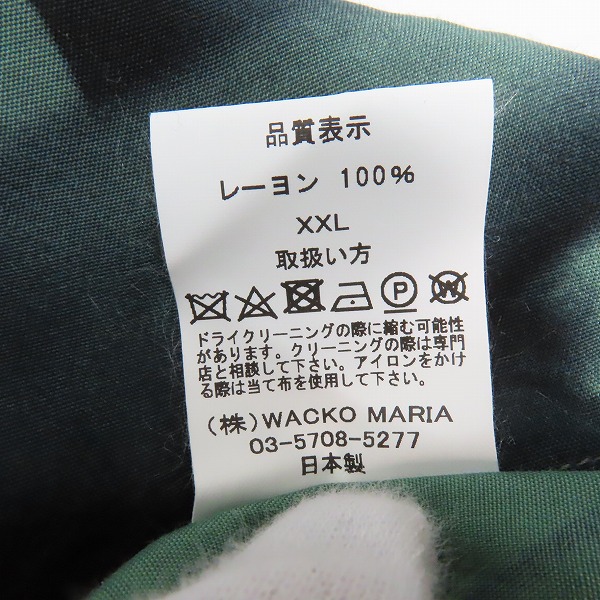 品質表示
レーヨン 100%
XXL
取扱い方
P W
ドライクリーニングの際に縮む可能性
があります。クリーニングの際は専門
店と相談して下さい。アイロンをかけ
る際は当て布を使用して下さい。
(株)WACKO MARIA
03-5708-5277
日本製